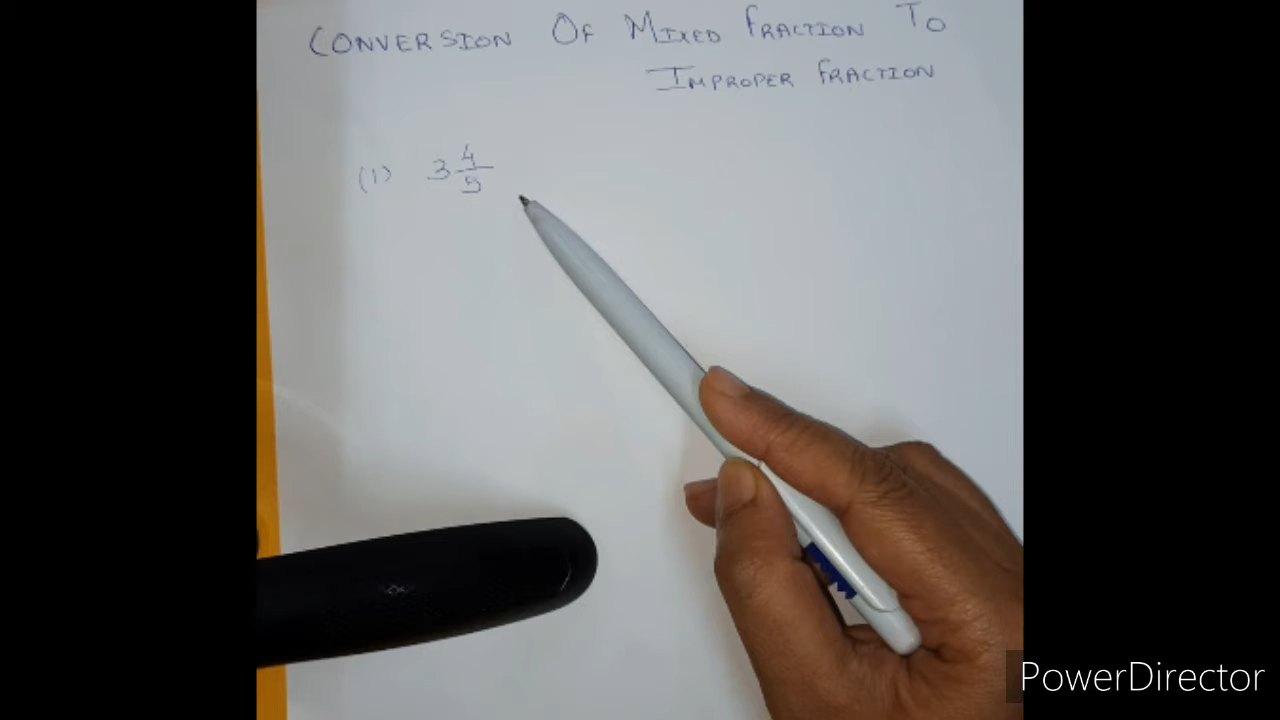 CONVERSION OF MIXED FRACTION TO
IMPROPER FRACTION
(1) 3 4/5
PowerDirector